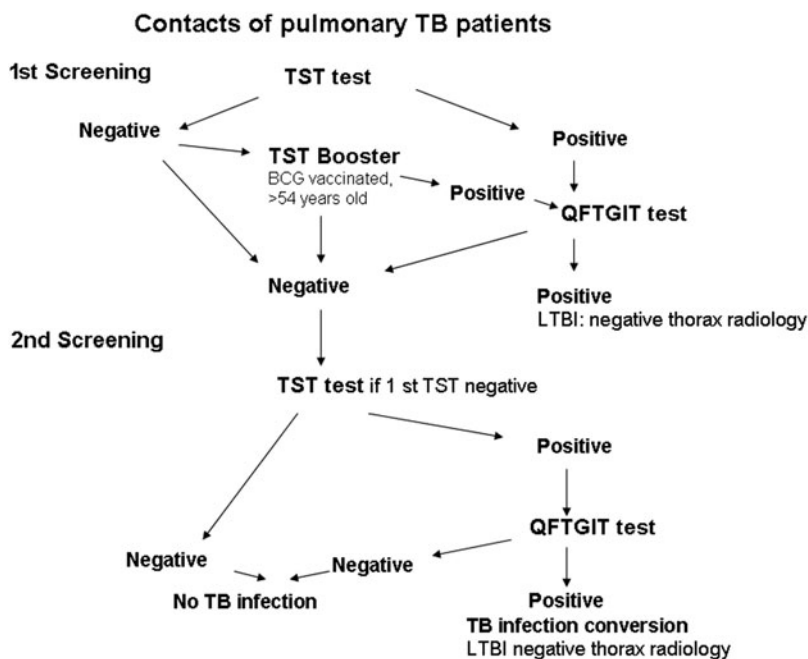 Contacts of pulmonary TB patients
1st Screening
TST test
Negative
Positive
TST Booster
BCG vaccinated,
>54 years old
Positive
QFTGIT test
Negative
Positive
LTBI: negative thorax radiology
2nd Screening
TST test if 1 st TST negative
Positive
QFTGIT test
Negative
Negative
No TB infection
Positive
TB infection conversion
LTBI negative thorax radiology